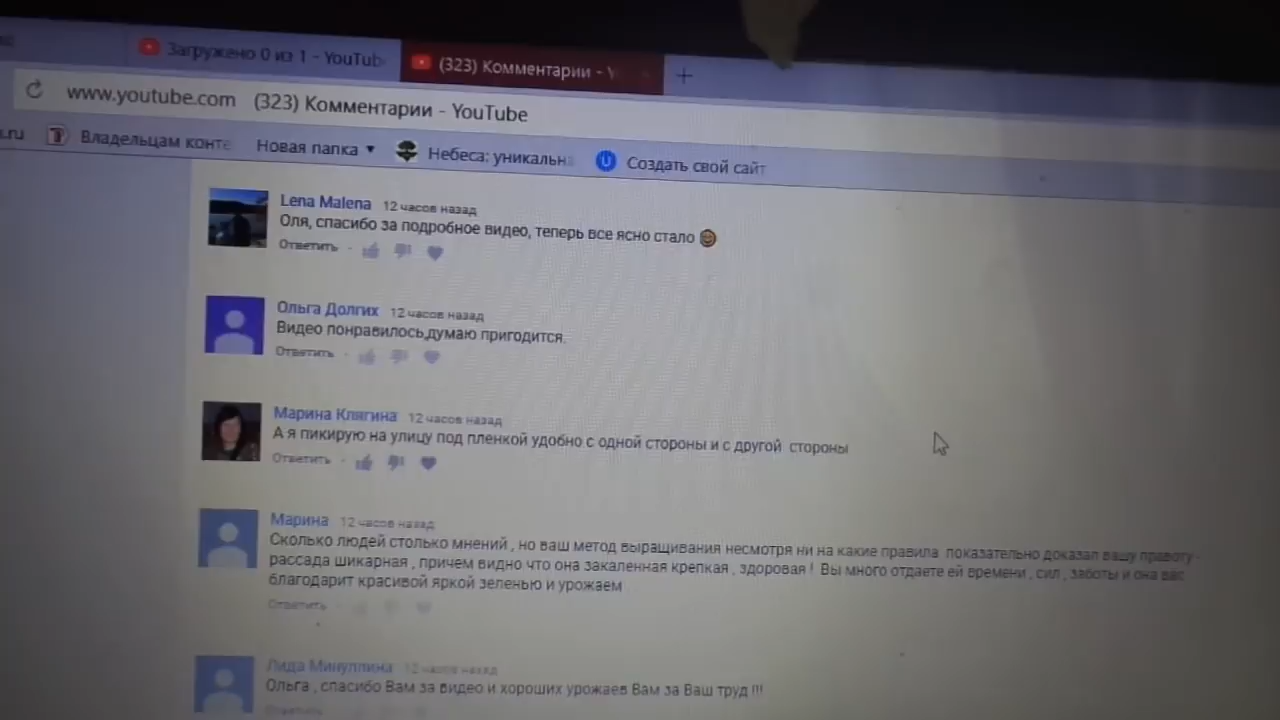 Загружено 0 из 1 - YouTub
(323) Комментарии - Y
www.youtube.com (323) Комментарии - YouTube
.ru Владельцам конте Новая папка Небеса: уникальн Создать свой сайт
Lena Malena 12 часов назад
Оля, спасибо за подробное видео, теперь все ясно стало
Ответить
Ольга Долгих 12 часов назад
Видео понравилось,думаю пригодится.
Ответить
Марина Клягина 12 часов назад
А я пикирую на улицу под пленкой удобно с одной стороны и с другой стороны
Ответить
Марина 12 часов назад
Сколько людей столько мнений , но ваш метод выращивания несмотря ни на какие правила показательно доказал вашу правоту -
рассада шикарная , причем видно что она закаленная крепкая , здоровая ! Вы много отдаете ей времени , сил , заботы и она вас
благодарит красивой яркой зеленью и урожаем
Ответить
Лида Минуллина 12 часов назад
Ольга , спасибо Вам за видео и хороших урожаев Вам за Ваш труд !!!
Ответить